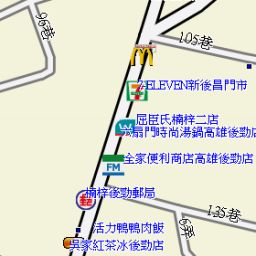 96巷
105巷
7-ELEVEN新後昌門市
屈臣氏楠梓二店
昌門時尚湯鍋高雄後勁店
全家便利商店高雄後勁店
FM
楠梓後勁郵局
135巷
6弄
活力鴨鴨肉飯
吳家紅茶冰後勁店